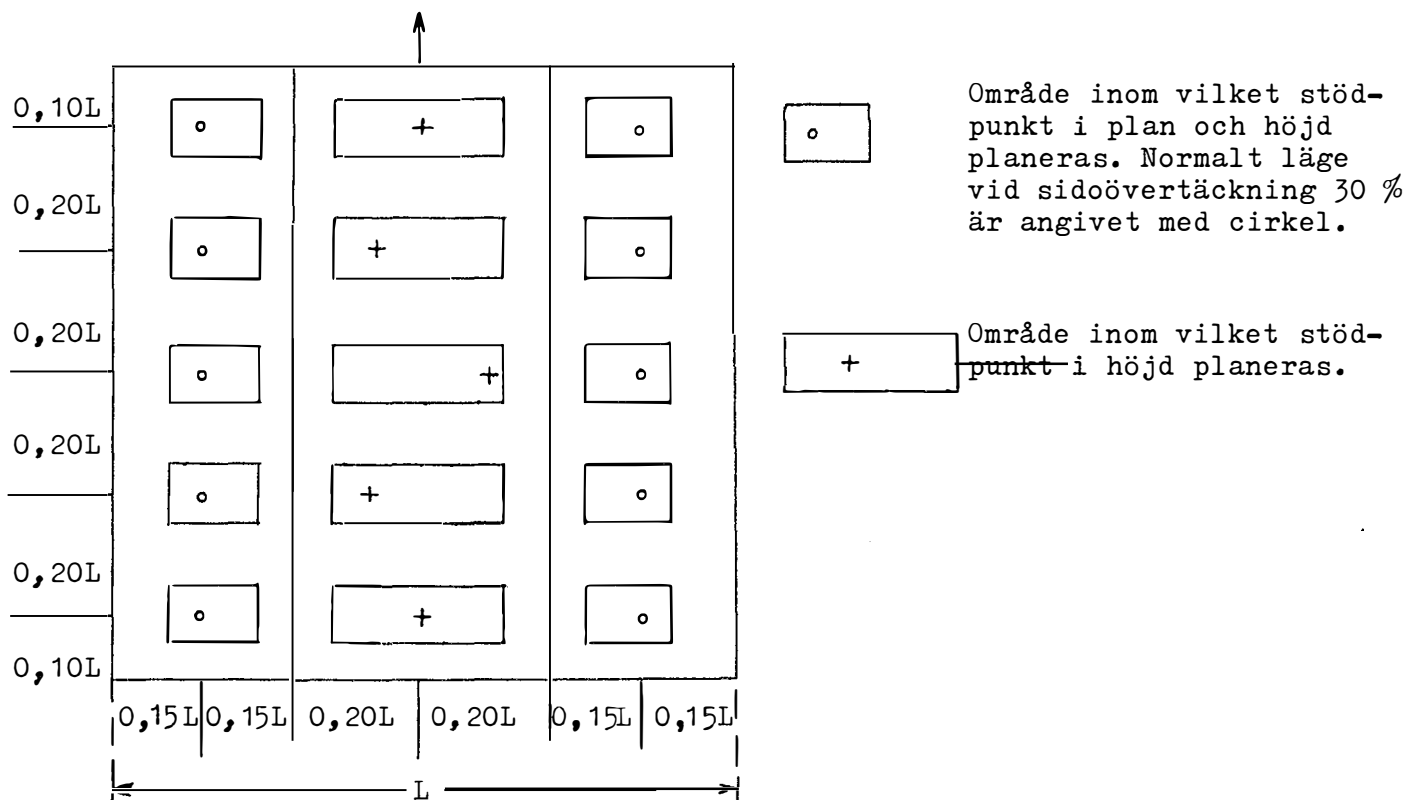 0,10L
0,20L
0,20L
0,20L
0,20L
0,10L
0,15L 0,15L 0,20L 0,20L 0,15L 0,15L
L
Område inom vilket stöd-
punkt i plan och höjd
planeras. Normalt läge
vid sidoövertäckning 30 %
är angivet med cirkel.
Område inom vilket stöd-
punkt i höjd planeras.